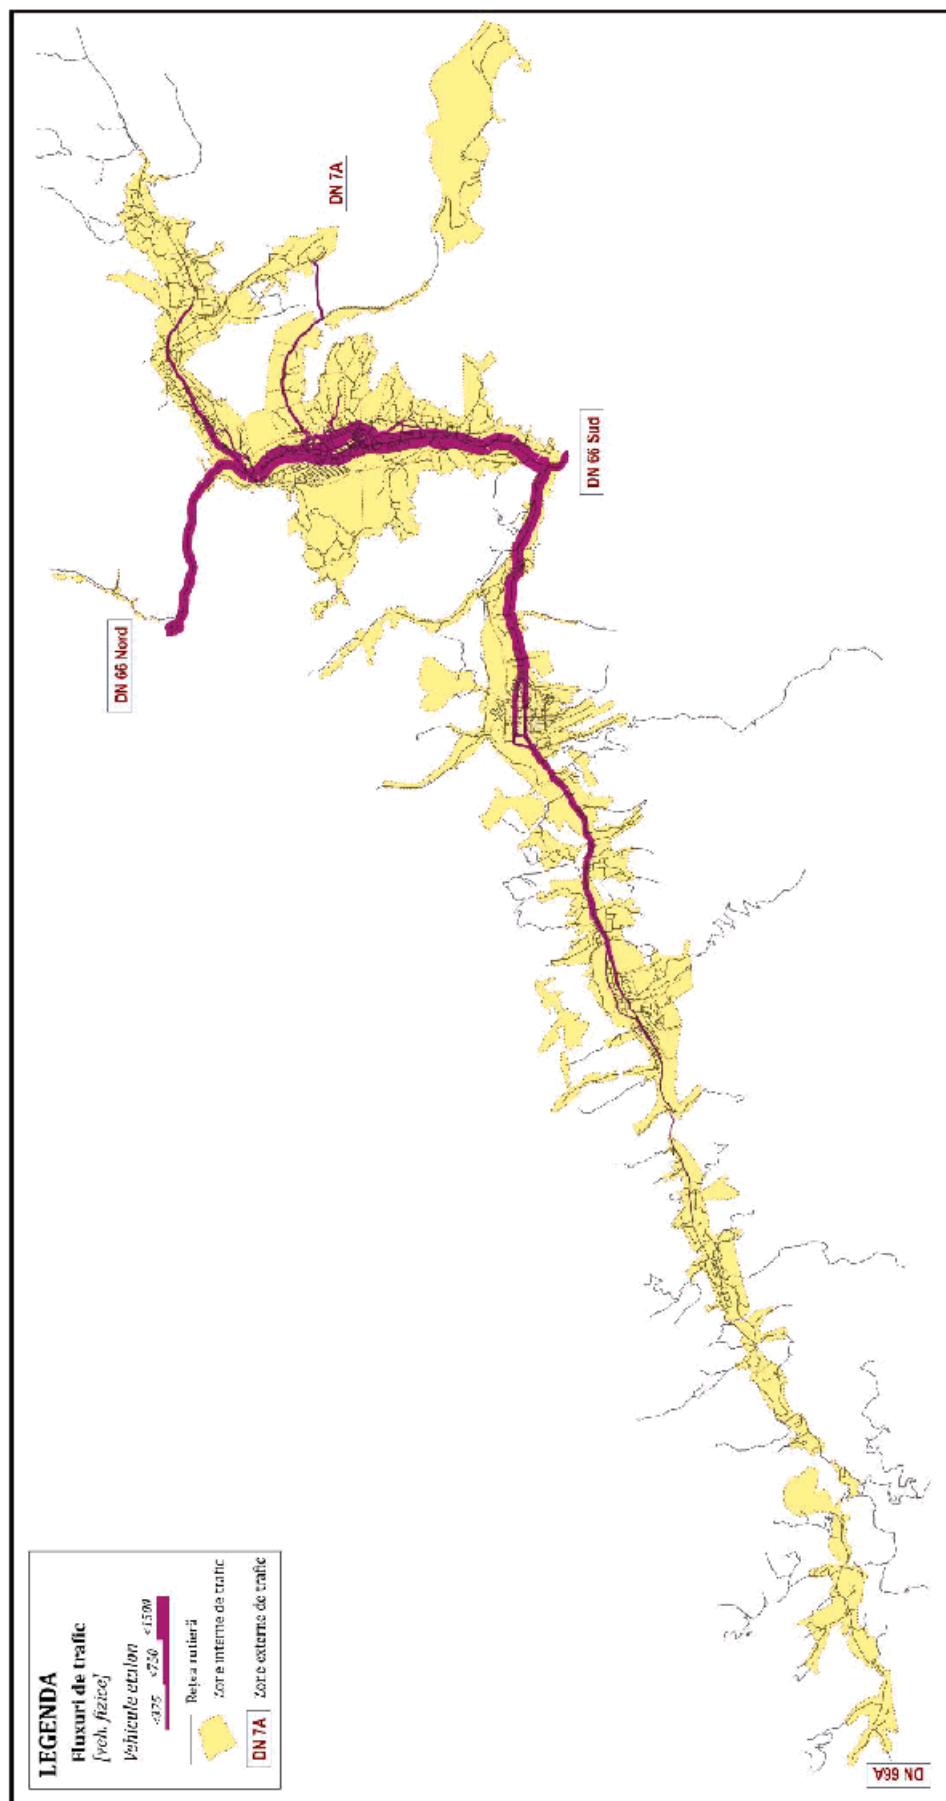 DN 7A
DN 66 Sud
DN 66 Nord
DN 66A
LEGENDA
Fluxuri de trafic
[veh. fizice]
Vehicule etalon
<375 <750 <1500
Rețea rutieră
Zone interne de trafic
DN 7A Zone externe de trafic